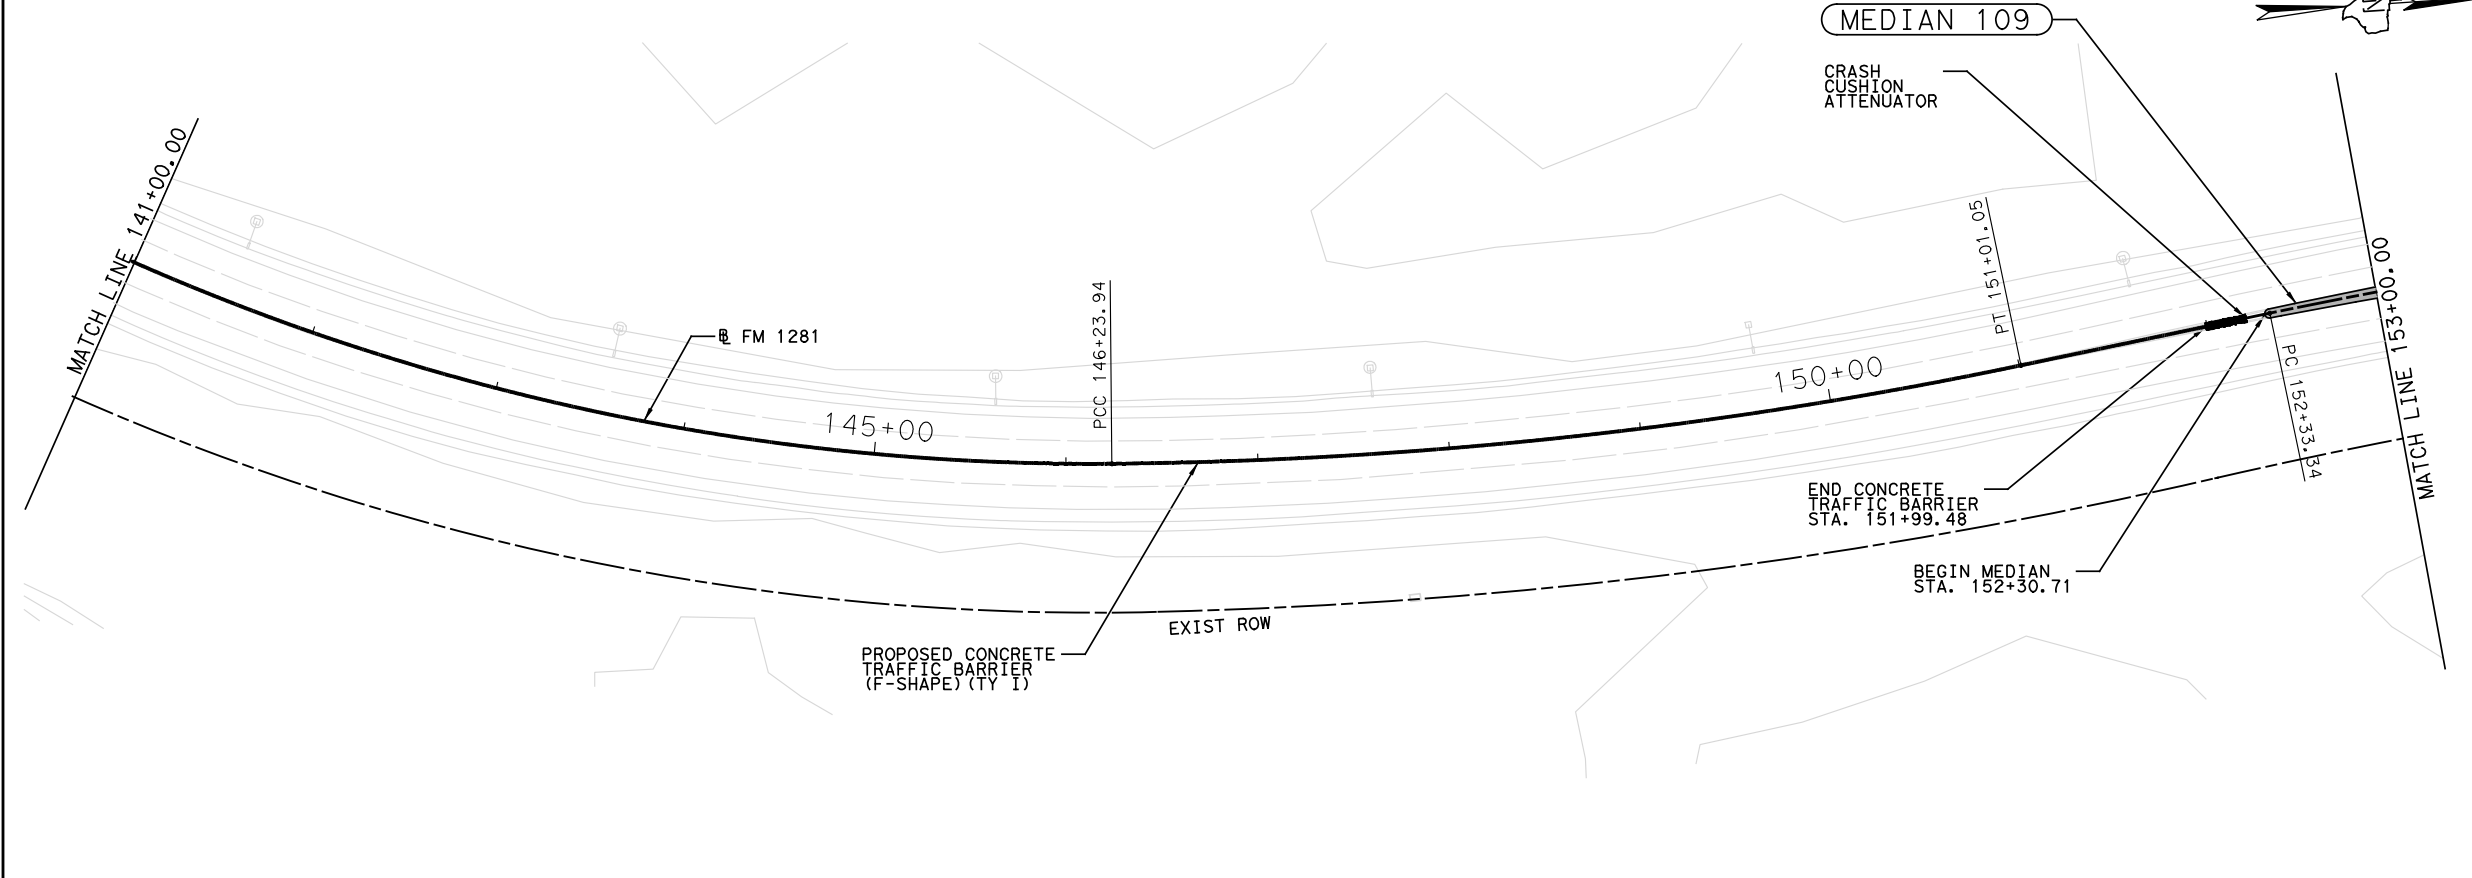 MEDIAN 109
N
CRASH
CUSHION
ATTENUATOR
MATCH LINE 141+00.00
PT 151+01.05
PCC 146+23.94
BL FM 1281
145+00
150+00
PC 152+33.34
MATCH LINE 153+00.00
END CONCRETE
TRAFFIC BARRIER
STA. 151+99.48
BEGIN MEDIAN
STA. 152+30.71
EXIST ROW
PROPOSED CONCRETE
TRAFFIC BARRIER
(F-SHAPE)(TY I)